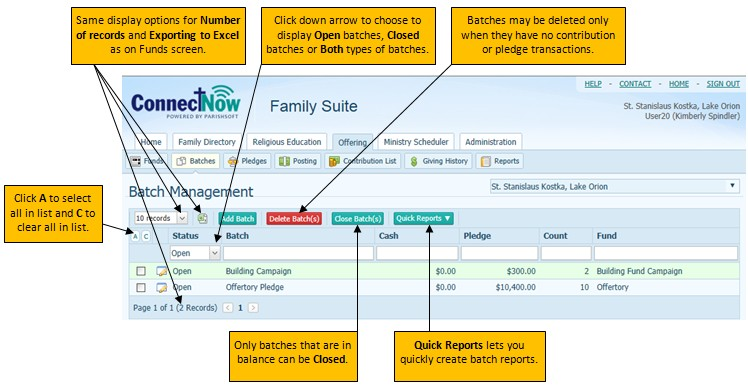 Same display options for Number
of records and Exporting to Excel
as on Funds screen.
Click down arrow to choose to
display Open batches, Closed
batches or Both types of batches.
Batches may be deleted only
when they have no contribution
or pledge transactions.
HELP - CONTACT - HOME - SIGN OUT
ConnectNow
POWERED BY PARISHSOFT
Family Suite
St. Stanislaus Kostka, Lake Orion
User20 (Kimberly Spindler)
Home Family Directory Religious Education Offering Ministry Scheduler Administration
Funds Batches Pledges Posting Contribution List Giving History Reports
Batch Management
St. Stanislaus Kostka, Lake Orion
Click A to select
all in list and C to
clear all in list.
10 records Add Batch Delete Batch(s) Close Batch(s) Quick Reports
A C Status Batch Cash Pledge Count Fund
Open
Open Building Campaign $0.00 $300.00 2 Building Fund Campaign
Open Offertory Pledge $0.00 $10,400.00 10 Offertory
Page 1 of 1 (2 Records) < 1 >
Only batches that are in
balance can be Closed.
Quick Reports lets you
quickly create batch reports.